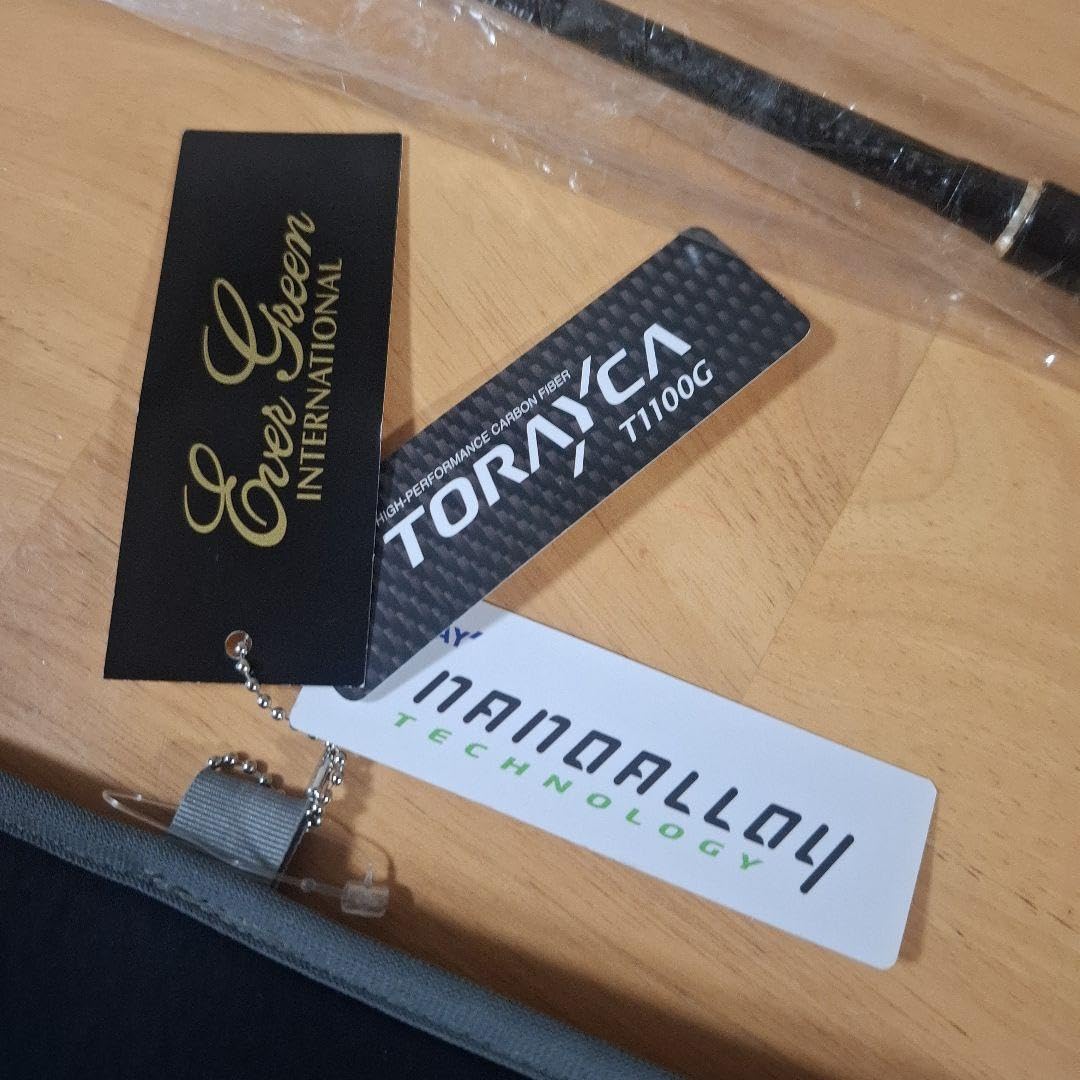 Ever Green
INTERNATIONAL
HIGH-PERFORMANCE CARBON FIBER
TORAYCA
T1100G
NANOALLOY
TECHNOLOGY